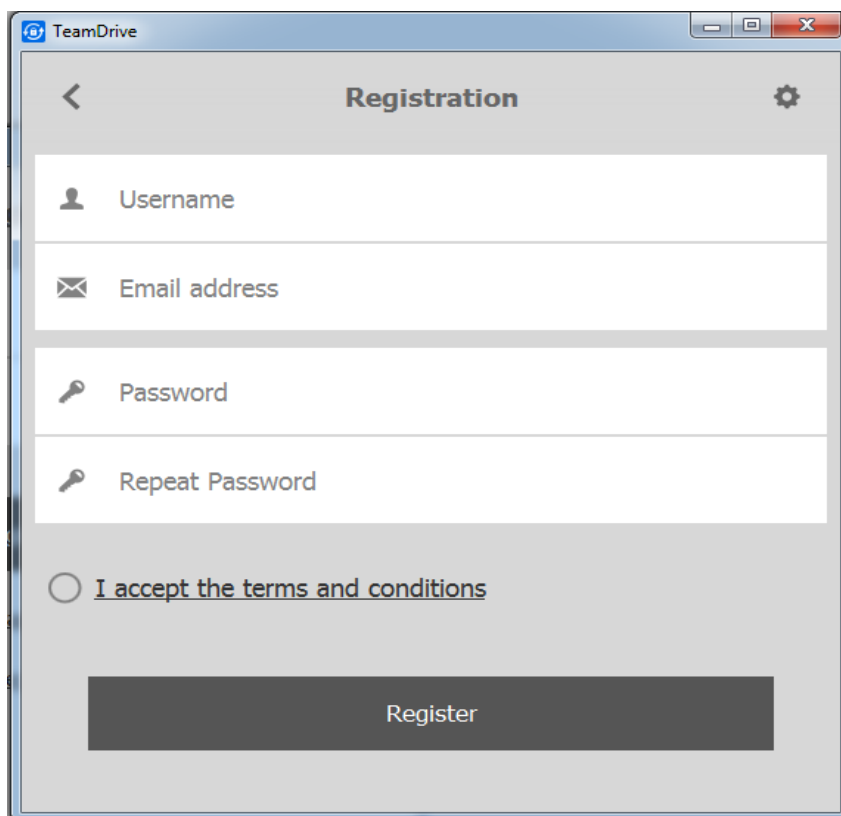 TeamDrive
Registration
Username
Email address
Password
Repeat Password
I accept the terms and conditions
Register